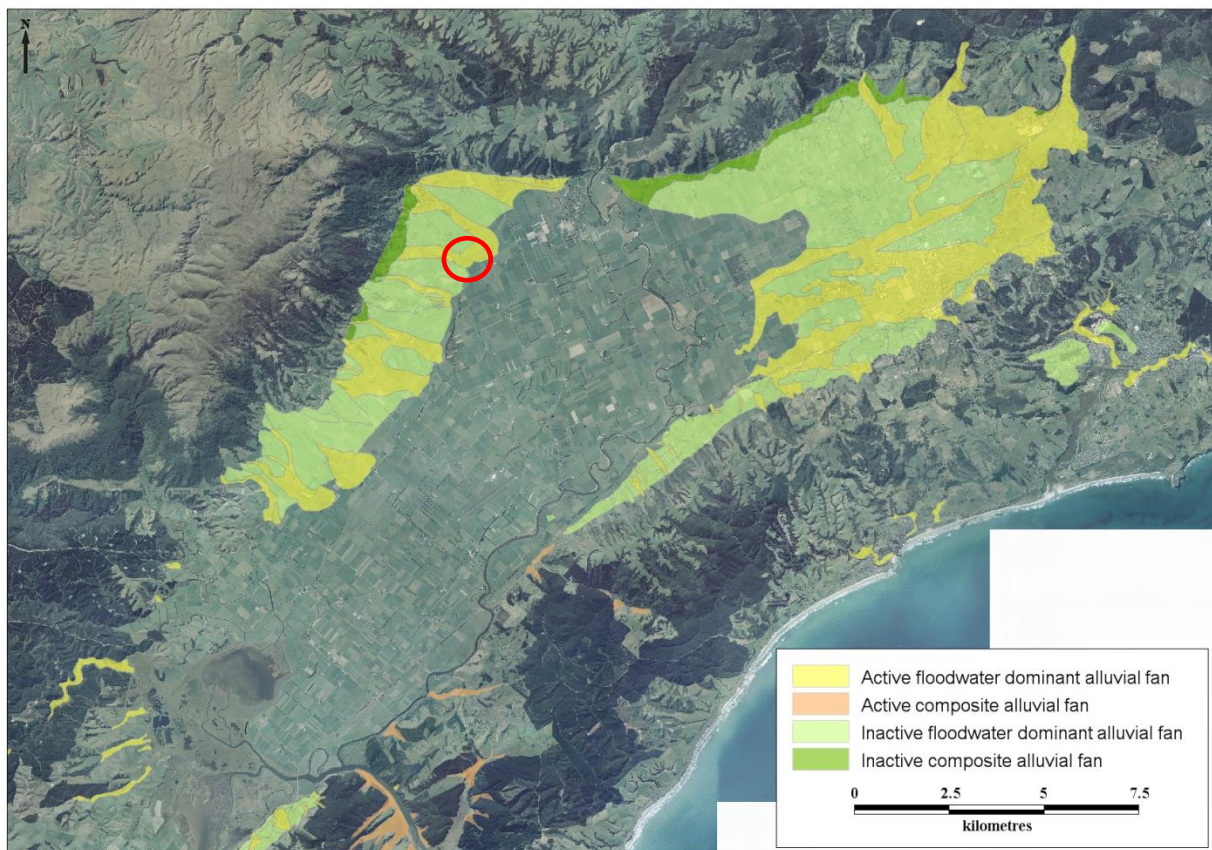 N
Active floodwater dominant alluvial fan
Active composite alluvial fan
Inactive floodwater dominant alluvial fan
Inactive composite alluvial fan
0 2.5 5 7.5
kilometres